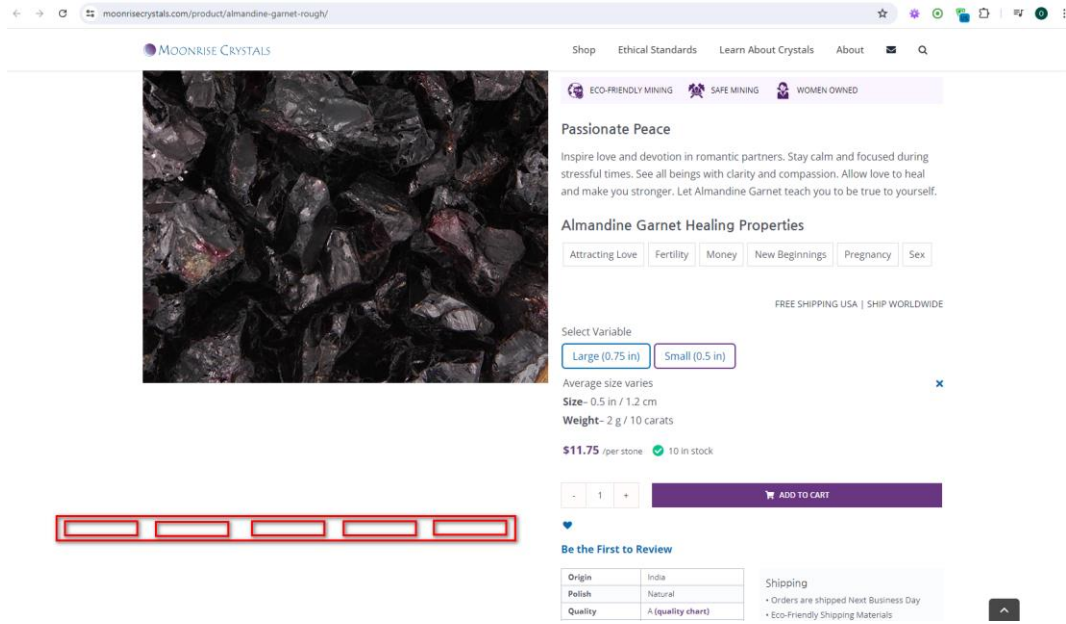 moonrisecrystals.com/product/almandine-garnet-rough/
MOONRISE CRYSTALS
Shop Ethical Standards Learn About Crystals About
ECO-FRIENDLY MINING SAFE MINING WOMEN OWNED
Passionate Peace
Inspire love and devotion in romantic partners. Stay calm and focused during
stressful times. See all beings with clarity and compassion. Allow love to heal
and make you stronger. Let Almandine Garnet teach you to be true to yourself.
Almandine Garnet Healing Properties
Attracting Love Fertility Money New Beginnings Pregnancy Sex
FREE SHIPPING USA | SHIP WORLDWIDE
Select Variable
Large (0.75 in) Small (0.5 in)
Average size varies
Size– 0.5 in / 1.2 cm
Weight– 2 g / 10 carats
$11.75 /per stone 10 in stock
- 1 + ADD TO CART
Be the First to Review
Origin India
Polish Natural
Quality A (quality chart)
Shipping
• Orders are shipped Next Business Day
• Eco-Friendly Shipping Materials